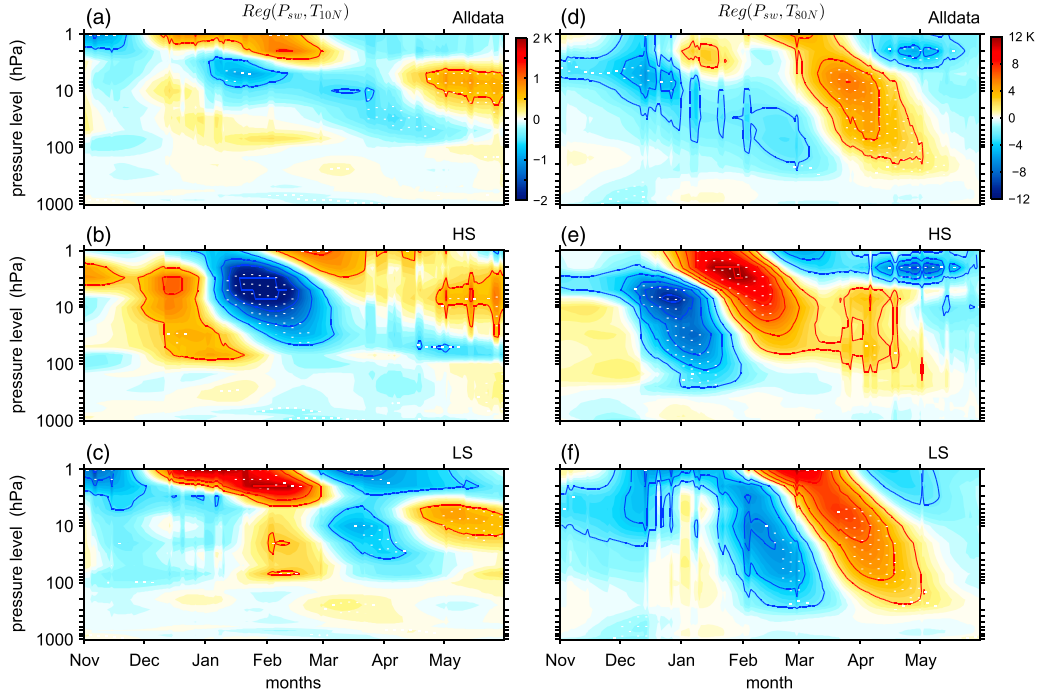 (a) Reg(P_sw, T_10N) Alldata
1
10
100
1000
pressure level (hPa)
2 K
1
0
−1
−2
(d) Reg(P_sw, T_80N) Alldata
12 K
8
4
0
−4
−8
−12
(b) HS
1
10
100
1000
pressure level (hPa)
(e) HS
(c) LS
1
10
100
1000
pressure level (hPa)
Nov Dec Jan Feb Mar Apr May
months
(f) LS
Nov Dec Jan Feb Mar Apr May
month